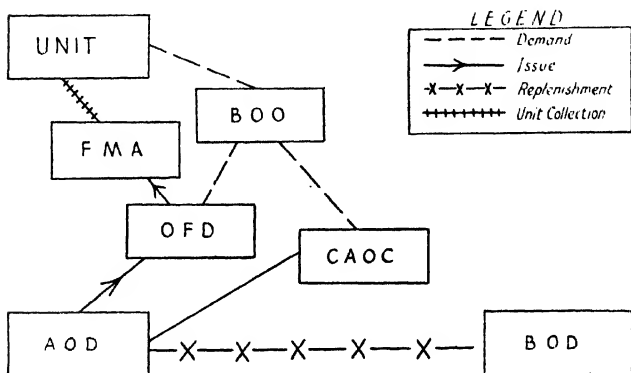 LEGEND
Demand
Issue
Replenishment
Unit Collection
UNIT
BOO
FMA
OFD
CAOC
AOD
BOD